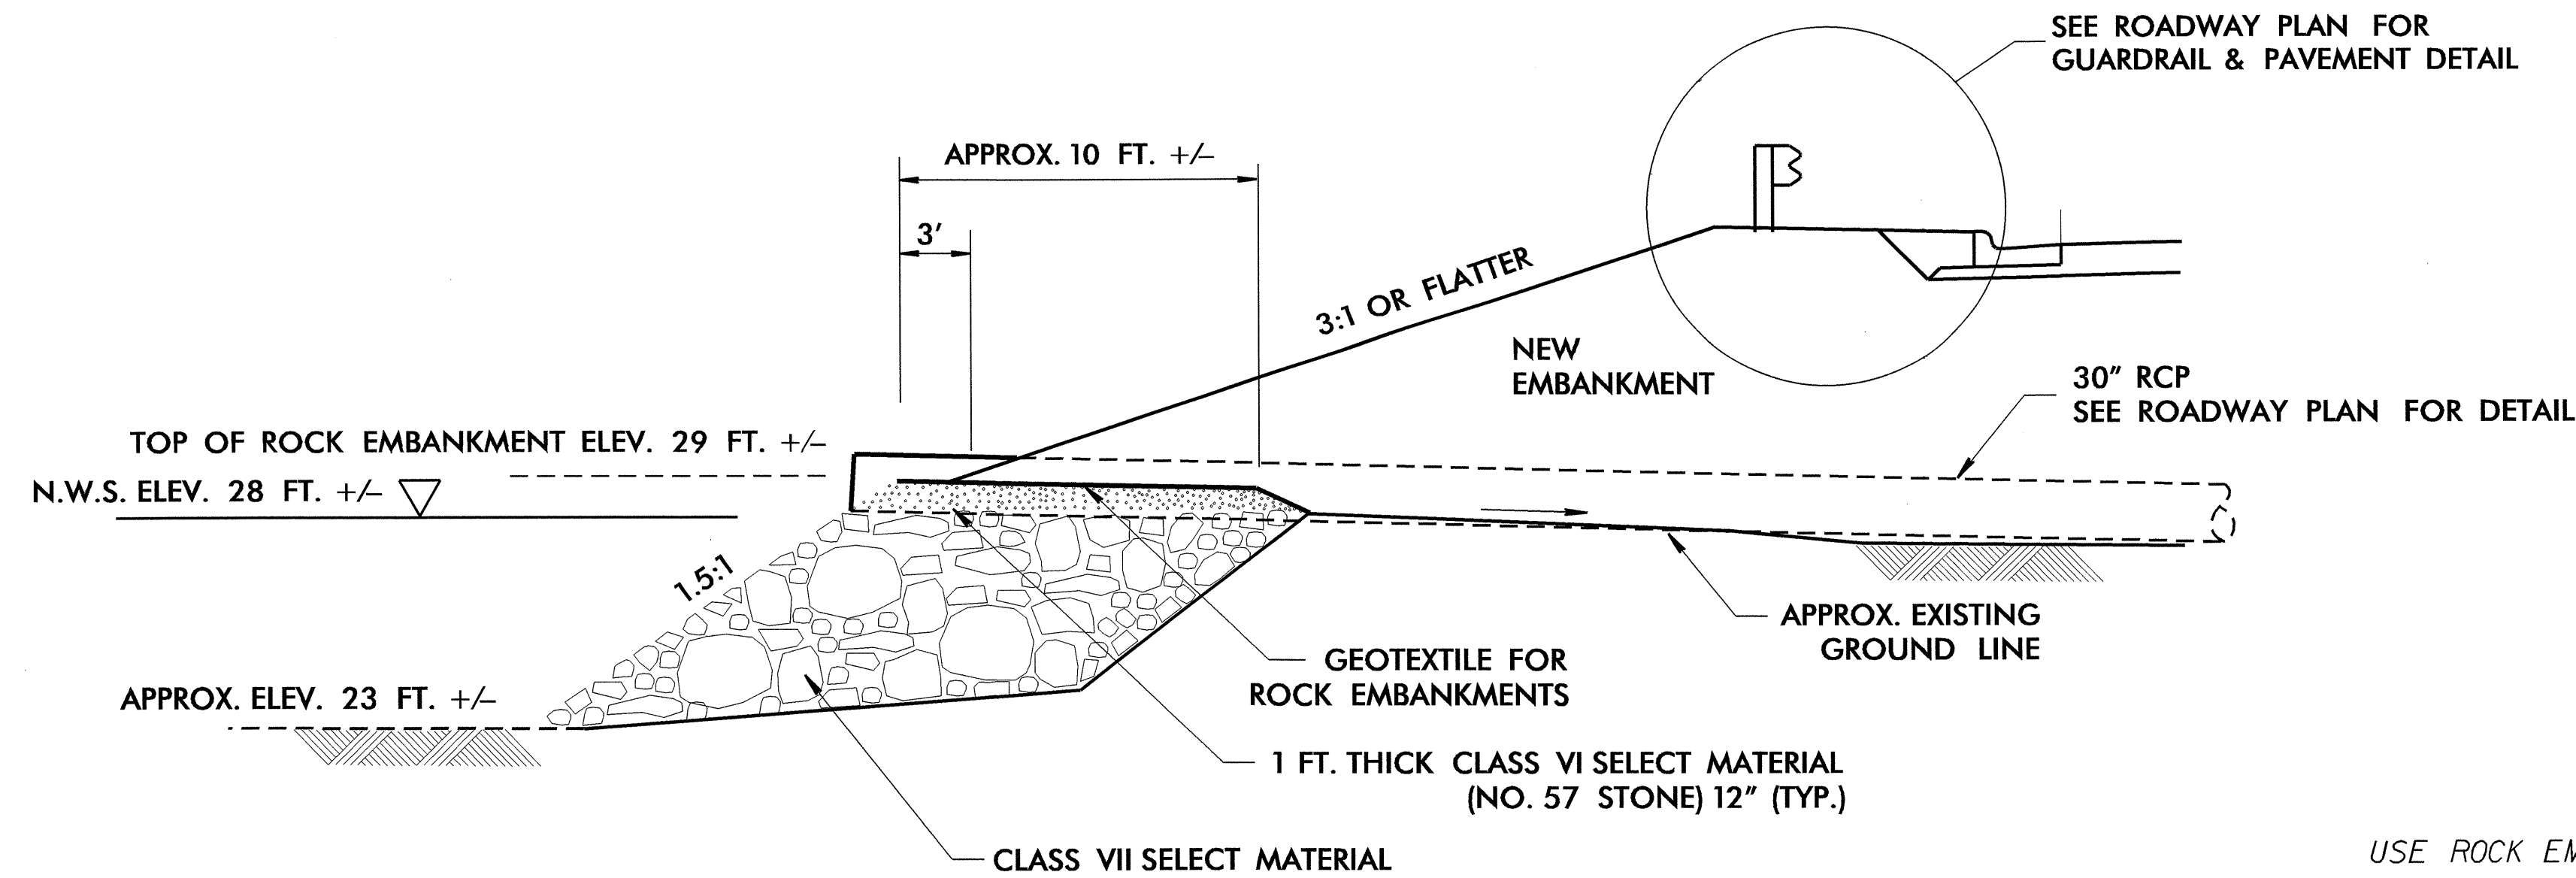 SEE ROADWAY PLAN FOR
GUARDRAIL & PAVEMENT DETAIL
APPROX. 10 FT. +/–
3'
3:1 OR FLATTER
NEW
EMBANKMENT
30" RCP
SEE ROADWAY PLAN FOR DETAIL
TOP OF ROCK EMBANKMENT ELEV. 29 FT. +/–
N.W.S. ELEV. 28 FT. +/–
1.5:1
APPROX. EXISTING
GROUND LINE
GEOTEXTILE FOR
ROCK EMBANKMENTS
APPROX. ELEV. 23 FT. +/–
1 FT. THICK CLASS VI SELECT MATERIAL
(NO. 57 STONE) 12" (TYP.)
CLASS VII SELECT MATERIAL
USE ROCK